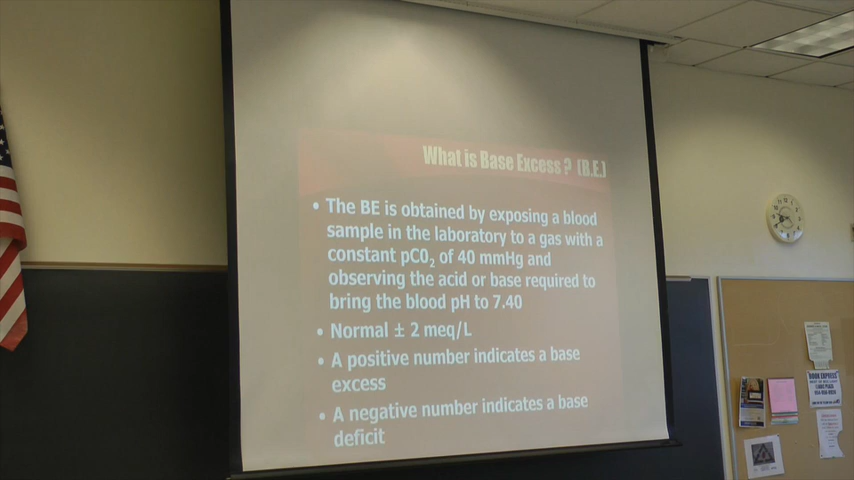 What is Base Excess ? (B.E.)
• The BE is obtained by exposing a blood
sample in the laboratory to a gas with a
constant pCO₂ of 40 mmHg and
observing the acid or base required to
bring the blood pH to 7.40
• Normal ± 2 meq/L
• A positive number indicates a base
excess
• A negative number indicates a base
deficit
BOOK EXPRESS